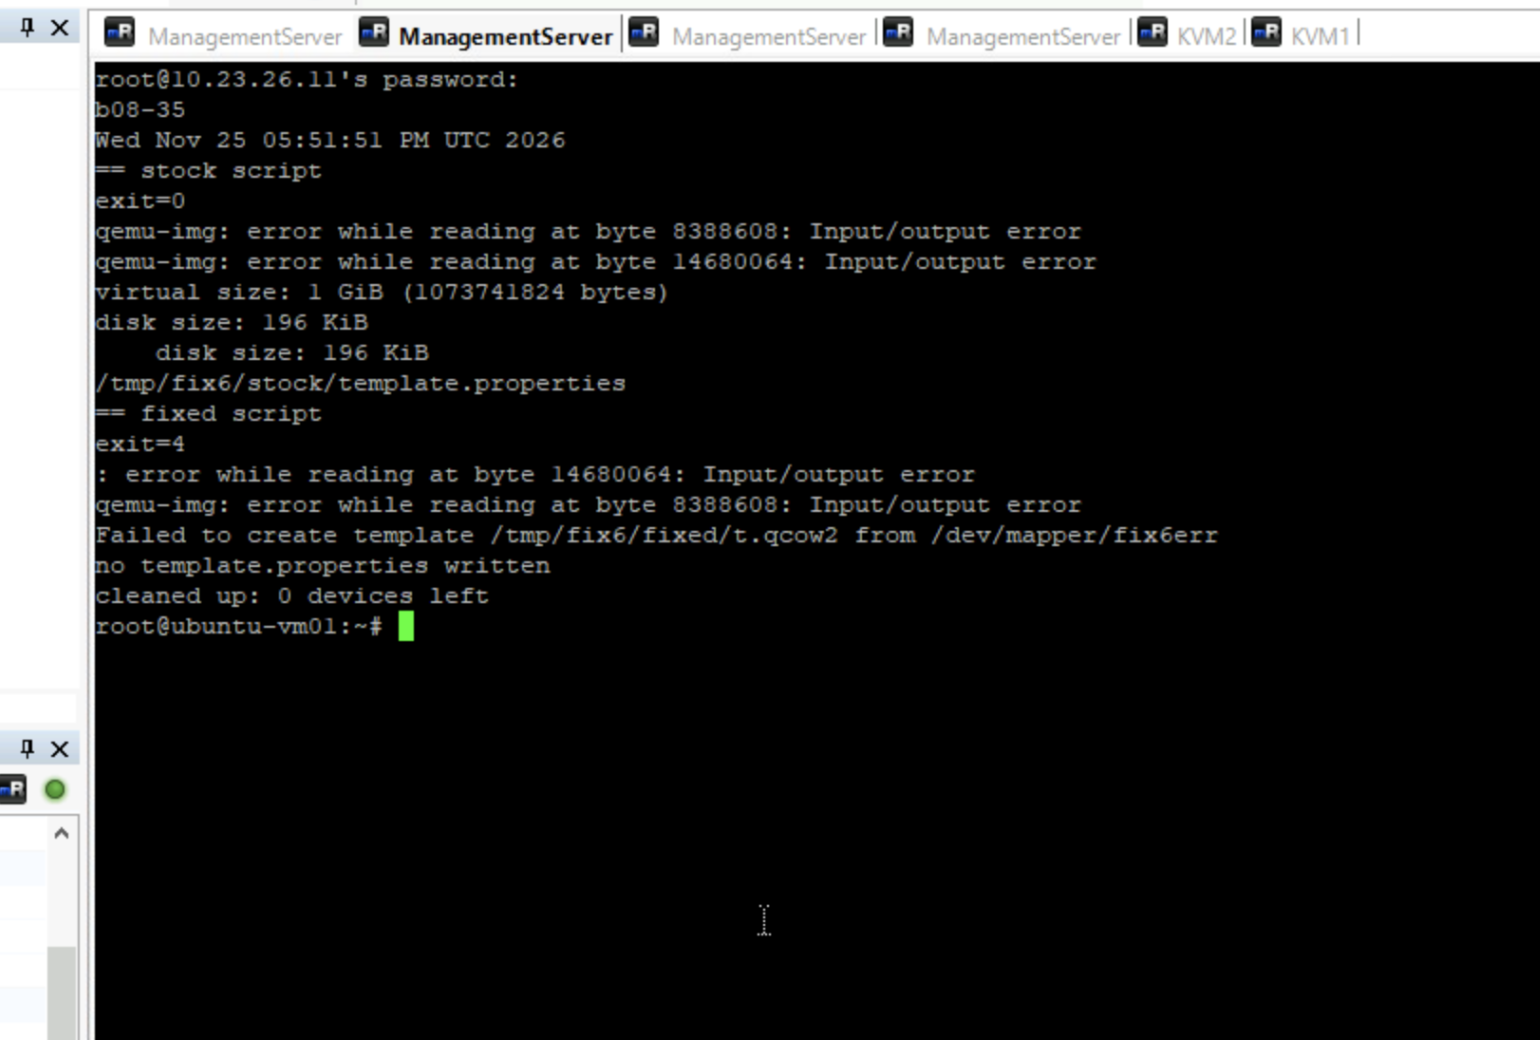 ManagementServer ManagementServer ManagementServer ManagementServer KVM2 KVM1
root@10.23.26.11's password:
b08-35
Wed Nov 25 05:51:51 PM UTC 2026
== stock script
exit=0
qemu-img: error while reading at byte 8388608: Input/output error
qemu-img: error while reading at byte 14680064: Input/output error
virtual size: 1 GiB (1073741824 bytes)
disk size: 196 KiB
    disk size: 196 KiB
/tmp/fix6/stock/template.properties
== fixed script
exit=4
: error while reading at byte 14680064: Input/output error
qemu-img: error while reading at byte 8388608: Input/output error
Failed to create template /tmp/fix6/fixed/t.qcow2 from /dev/mapper/fix6err
no template.properties written
cleaned up: 0 devices left
root@ubuntu-vm01:~#